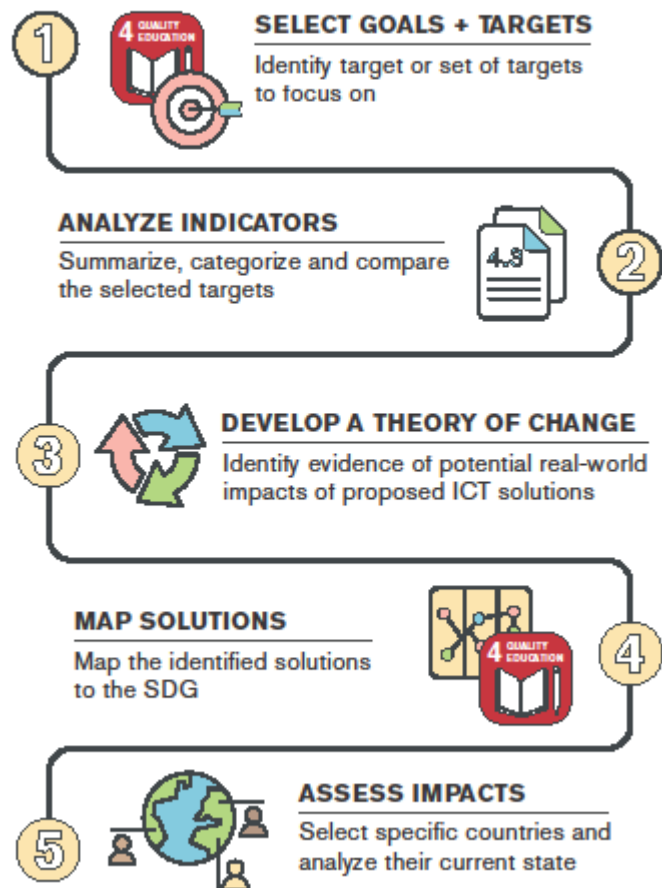 1
4 QUALITY
EDUCATION
SELECT GOALS + TARGETS
Identify target or set of targets
to focus on
ANALYZE INDICATORS
Summarize, categorize and compare
the selected targets
4.3
2
3
DEVELOP A THEORY OF CHANGE
Identify evidence of potential real-world
impacts of proposed ICT solutions
MAP SOLUTIONS
Map the identified solutions
to the SDG
4 QUALITY
EDUCATION
4
5
ASSESS IMPACTS
Select specific countries and
analyze their current state